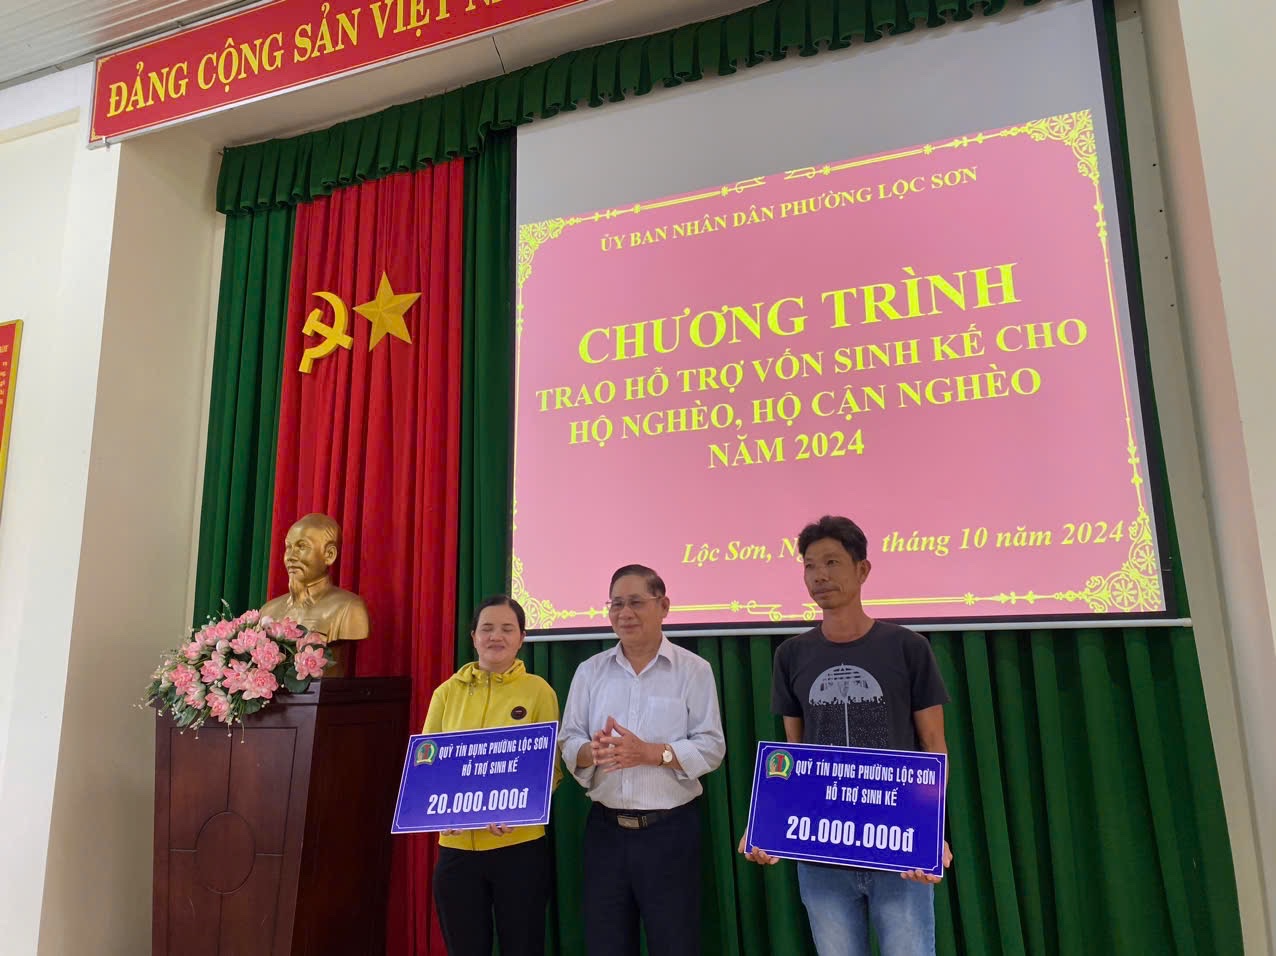 ĐẢNG CỘNG SẢN VIỆT
ỦY BAN NHÂN DÂN PHƯỜNG LỘC SƠN
CHƯƠNG TRÌNH
TRAO HỖ TRỢ VỐN SINH KẾ CHO
HỘ NGHÈO, HỘ CẬN NGHÈO
NĂM 2024
Lộc Sơn, tháng 10 năm 2024
QUỸ TÍN DỤNG PHƯỜNG LỘC SƠN
HỖ TRỢ SINH KẾ
20.000.000đ
QUỸ TÍN DỤNG PHƯỜNG LỘC SƠN
HỖ TRỢ SINH KẾ
20.000.000đ